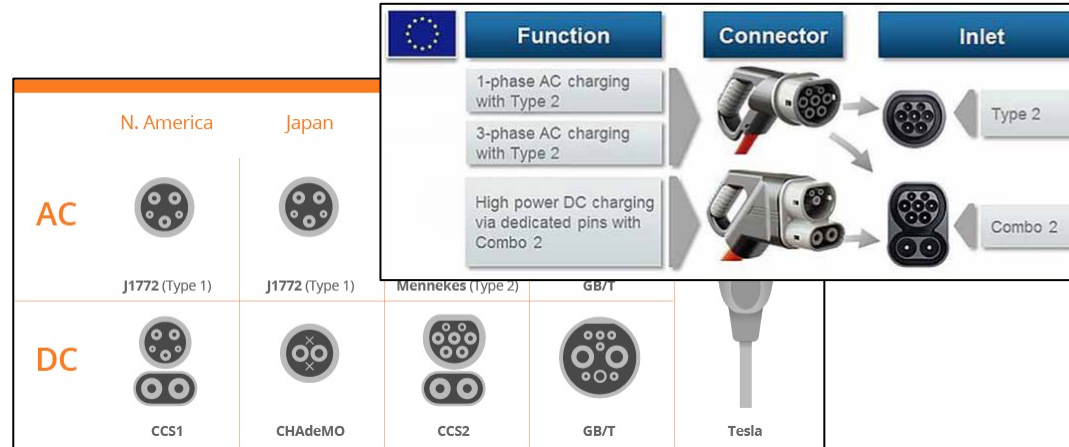 Function
Connector
Inlet
1-phase AC charging
with Type 2
3-phase AC charging
with Type 2
High power DC charging
via dedicated pins with
Combo 2
Type 2
Combo 2
N. America
Japan
AC
J1772 (Type 1)
J1772 (Type 1)
Mennekes (Type 2)
GB/T
DC
CCS1
CHAdeMO
CCS2
GB/T
Tesla